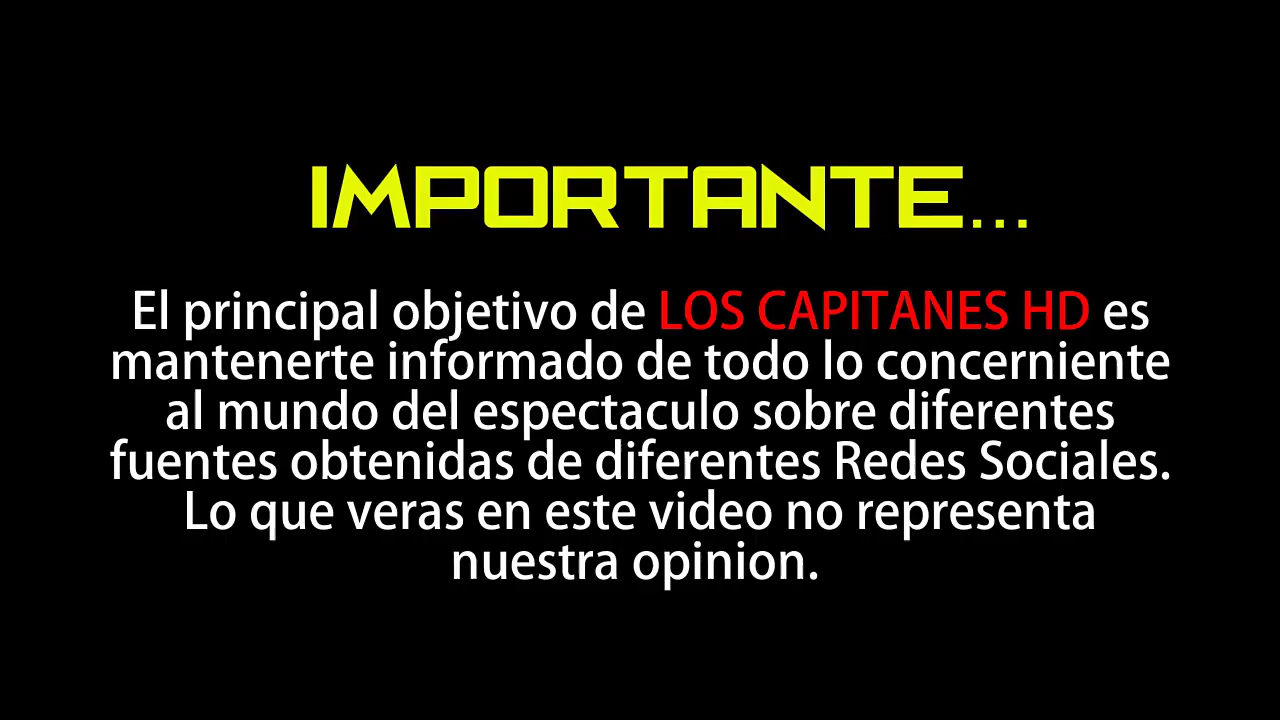 IMPORTANTE...
El principal objetivo de LOS CAPITANES HD es
mantenerte informado de todo lo concerniente
al mundo del espectaculo sobre diferentes
fuentes obtenidas de diferentes Redes Sociales.
Lo que veras en este video no representa
nuestra opinion.